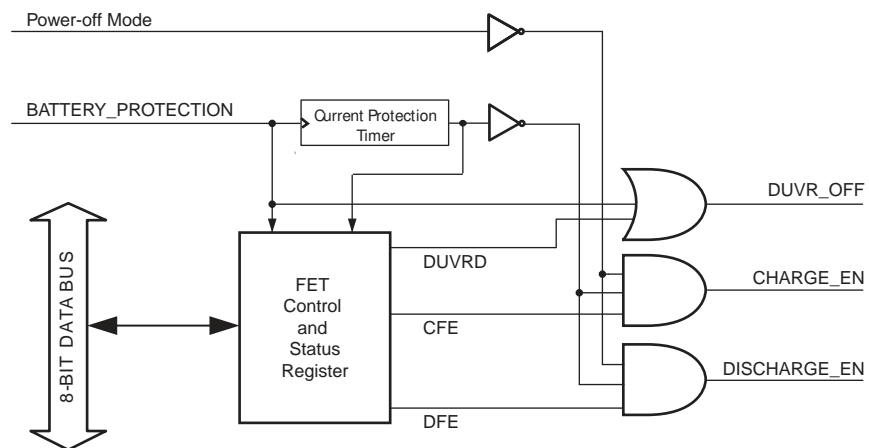 Power-off Mode
BATTERY_PROTECTION
Current Protection
Timer
DUVR_OFF
DUVRD
CHARGE_EN
CFE
DISCHARGE_EN
DFE
FET
Control
and
Status
Register
8-BIT DATA BUS